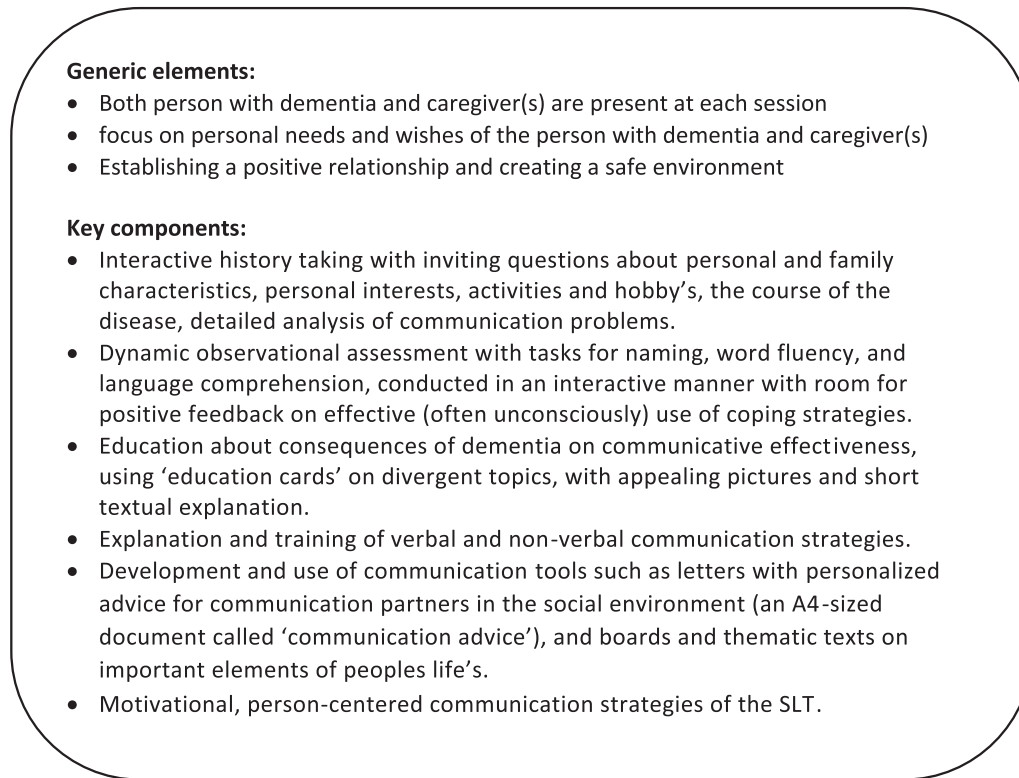 Generic elements:
• Both person with dementia and caregiver(s) are present at each session
• focus on personal needs and wishes of the person with dementia and caregiver(s)
• Establishing a positive relationship and creating a safe environment
Key components:
• Interactive history taking with inviting questions about personal and family
characteristics, personal interests, activities and hobby's, the course of the
disease, detailed analysis of communication problems.
• Dynamic observational assessment with tasks for naming, word fluency, and
language comprehension, conducted in an interactive manner with room for
positive feedback on effective (often unconsciously) use of coping strategies.
• Education about consequences of dementia on communicative effectiveness,
using ‘education cards’ on divergent topics, with appealing pictures and short
textual explanation.
• Explanation and training of verbal and non-verbal communication strategies.
• Development and use of communication tools such as letters with personalized
advice for communication partners in the social environment (an A4-sized
document called ‘communication advice’), and boards and thematic texts on
important elements of peoples life's.
• Motivational, person-centered communication strategies of the SLT.